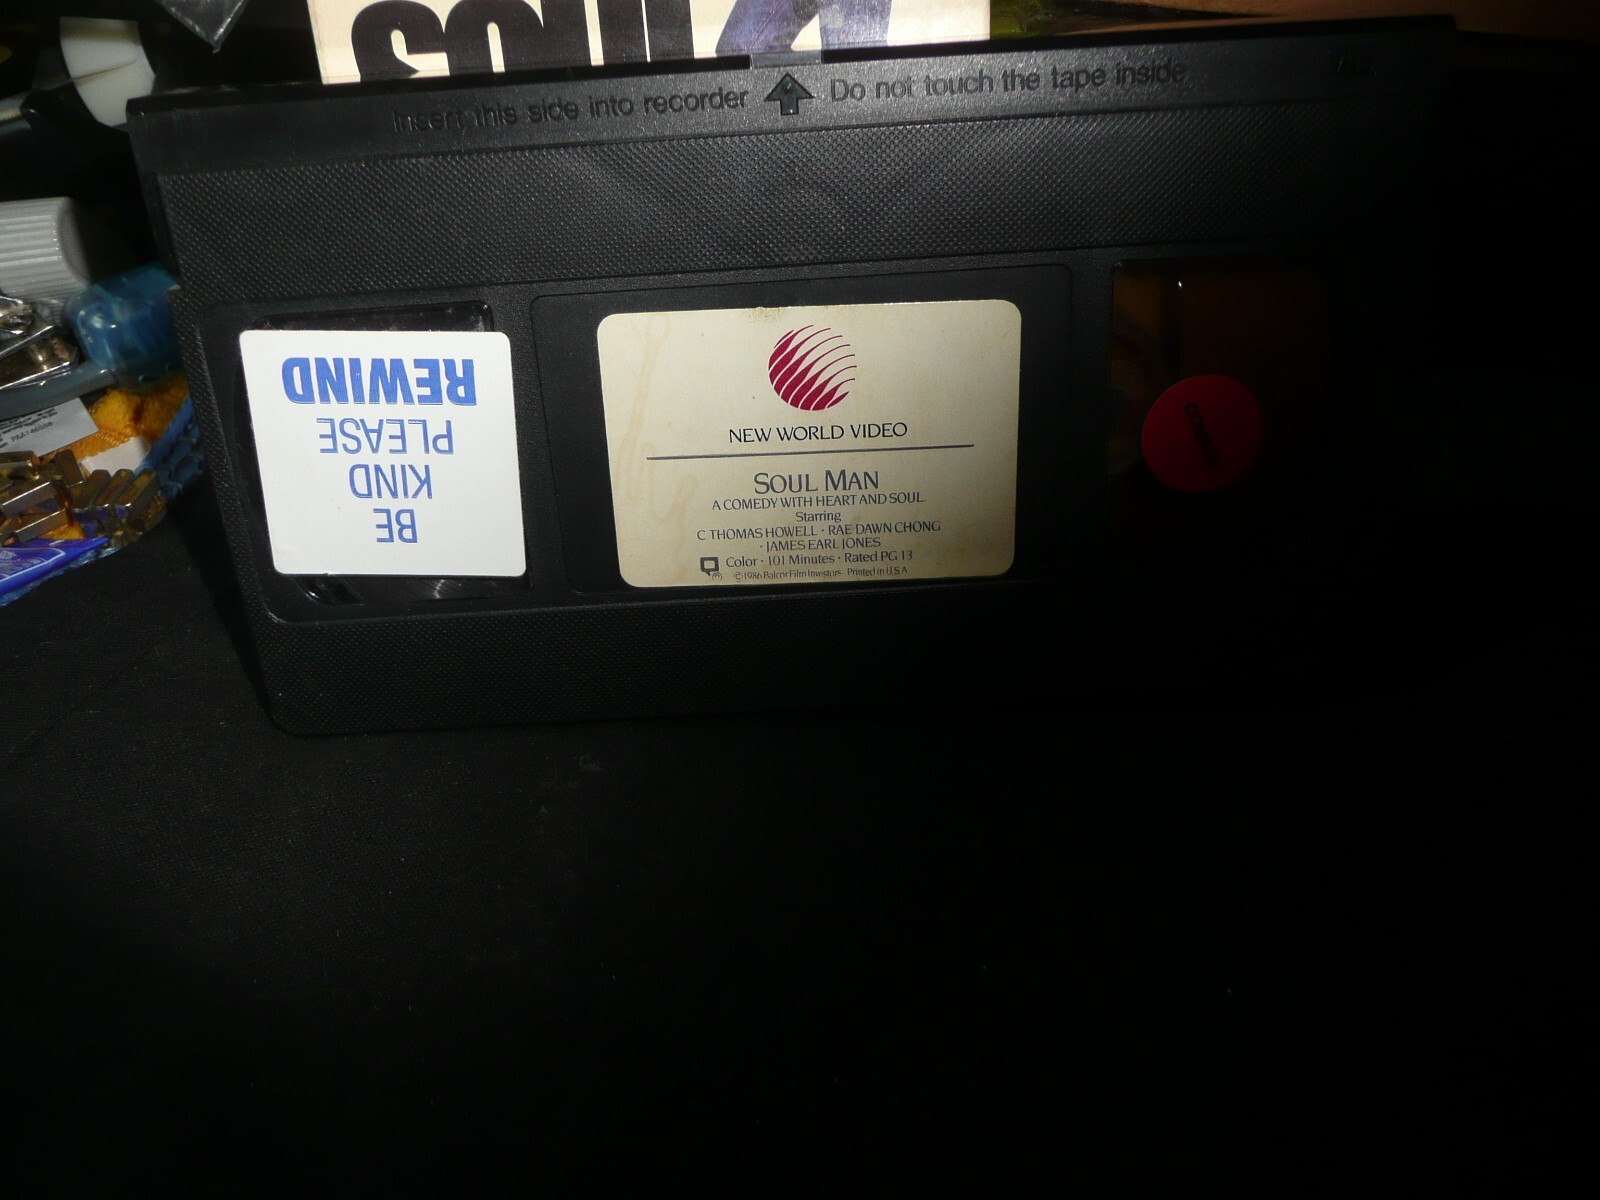 SOUL
Insert this side into recorder
Do not touch the tape inside
BE
KIND
PLEASE
REWIND
NEW WORLD VIDEO
SOUL MAN
A COMEDY WITH HEART AND SOUL
Starring
C THOMAS HOWELL · RAE DAWN CHONG
· JAMES EARL JONES
Color · 101 Minutes · Rated PG 13
©1986 Balcor Film Investors Printed in U.S.A
COMEDY